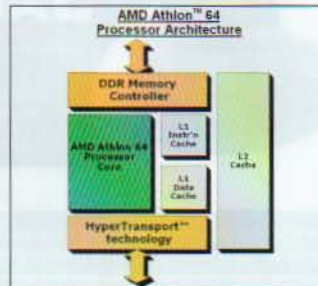 AMD Athlon™ 64
Processor Architecture
DDR Memory
Controller
AMD Athlon 64
Processor
Core
L1
Instr'n
Cache
L1
Data
Cache
L2
Cache
HyperTransport™
technology